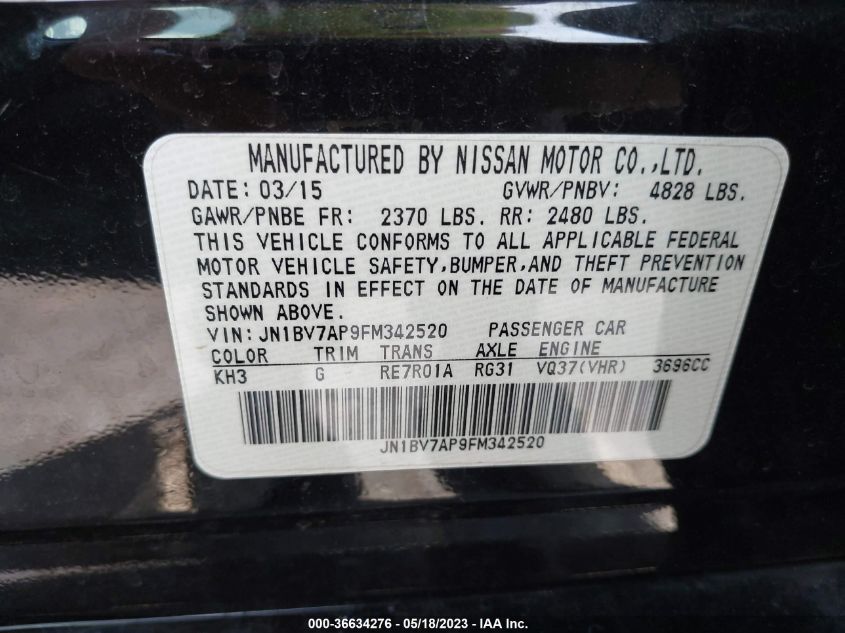 MANUFACTURED BY NISSAN MOTOR CO.,LTD.
DATE: 03/15 GVWR/PNBV: 4828 LBS.
GAWR/PNBE FR: 2370 LBS. RR: 2480 LBS.
THIS VEHICLE CONFORMS TO ALL APPLICABLE FEDERAL
MOTOR VEHICLE SAFETY,BUMPER,AND THEFT PREVENTION
STANDARDS IN EFFECT ON THE DATE OF MANUFACTURE
SHOWN ABOVE.
VIN: JN1BV7AP9FM342520 PASSENGER CAR
COLOR TRIM TRANS AXLE ENGINE
KH3 G RE7R01A RG31 VQ37(VHR) 3696CC
JN1BV7AP9FM342520
000-36634276 - 05/18/2023 - IAA Inc.